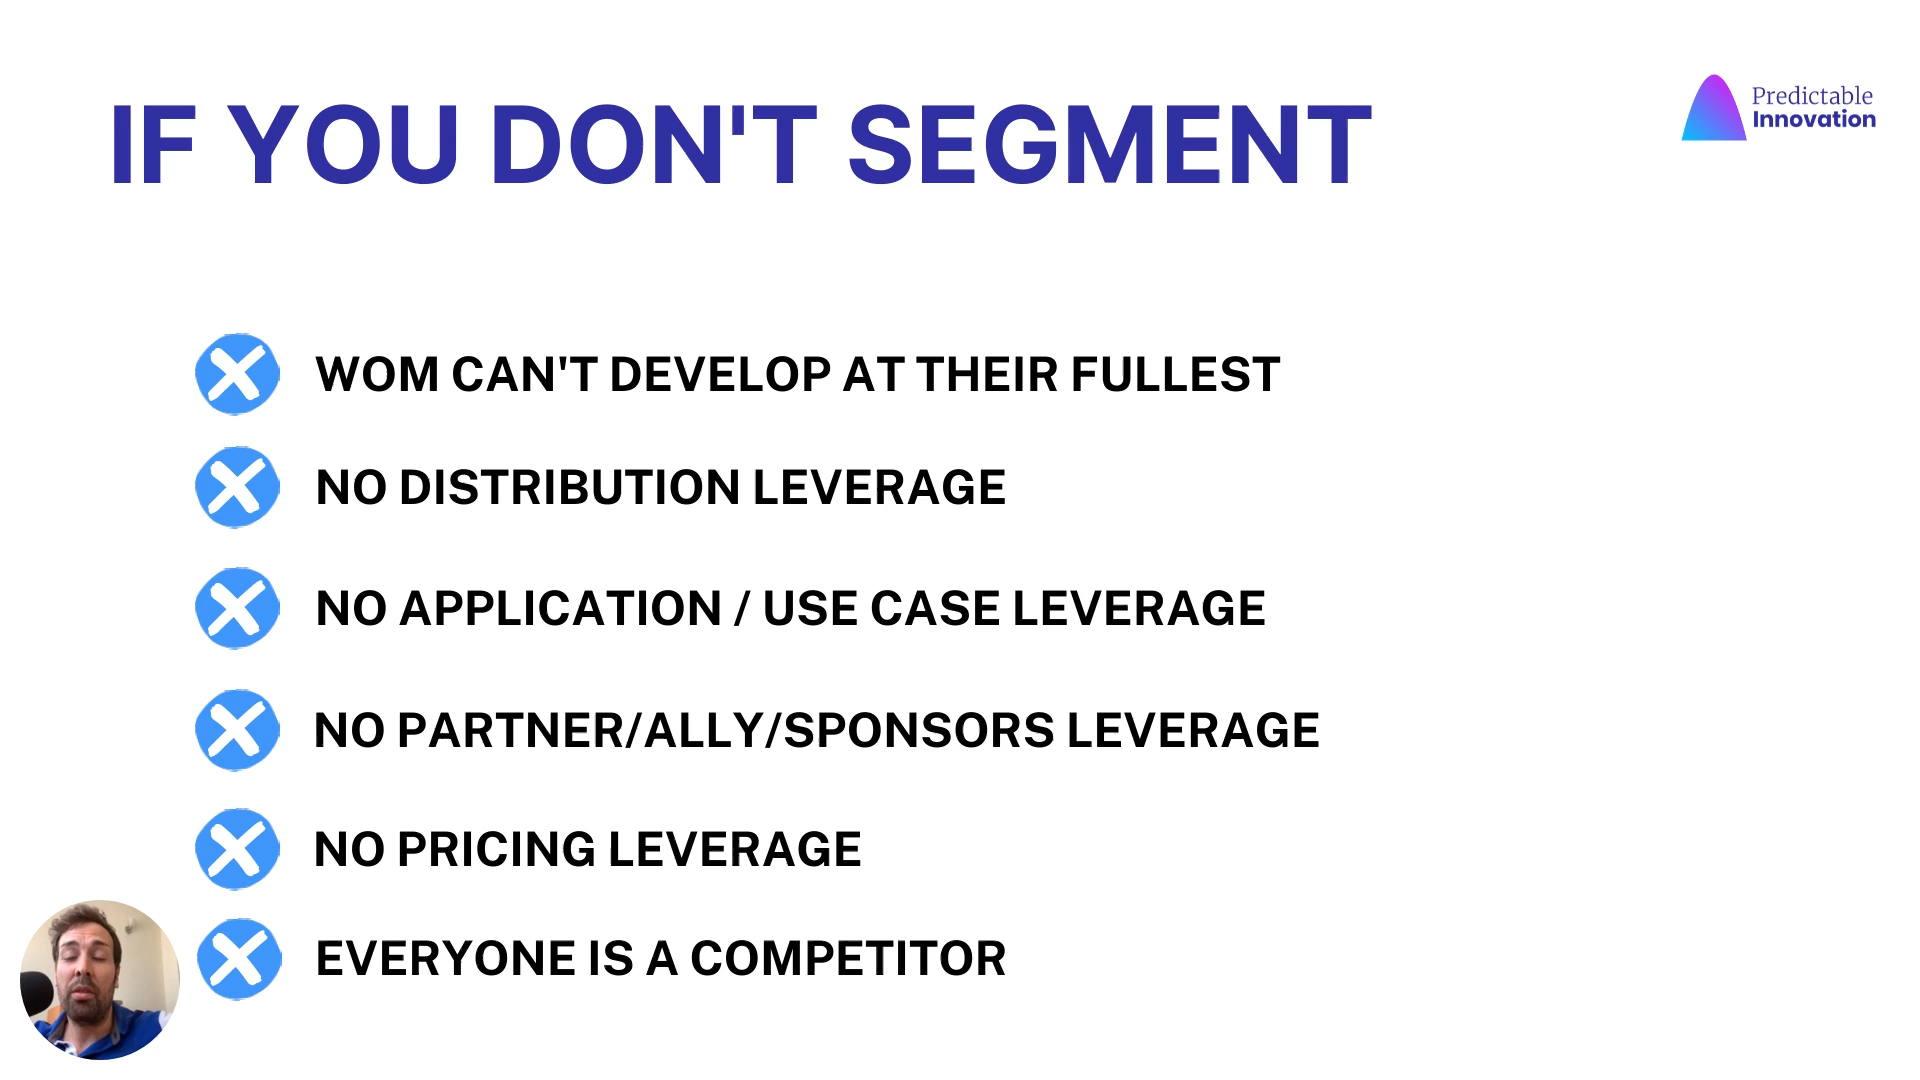 IF YOU DON'T SEGMENT
Predictable
Innovation
WOM CAN'T DEVELOP AT THEIR FULLEST
NO DISTRIBUTION LEVERAGE
NO APPLICATION / USE CASE LEVERAGE
NO PARTNER/ALLY/SPONSORS LEVERAGE
NO PRICING LEVERAGE
EVERYONE IS A COMPETITOR